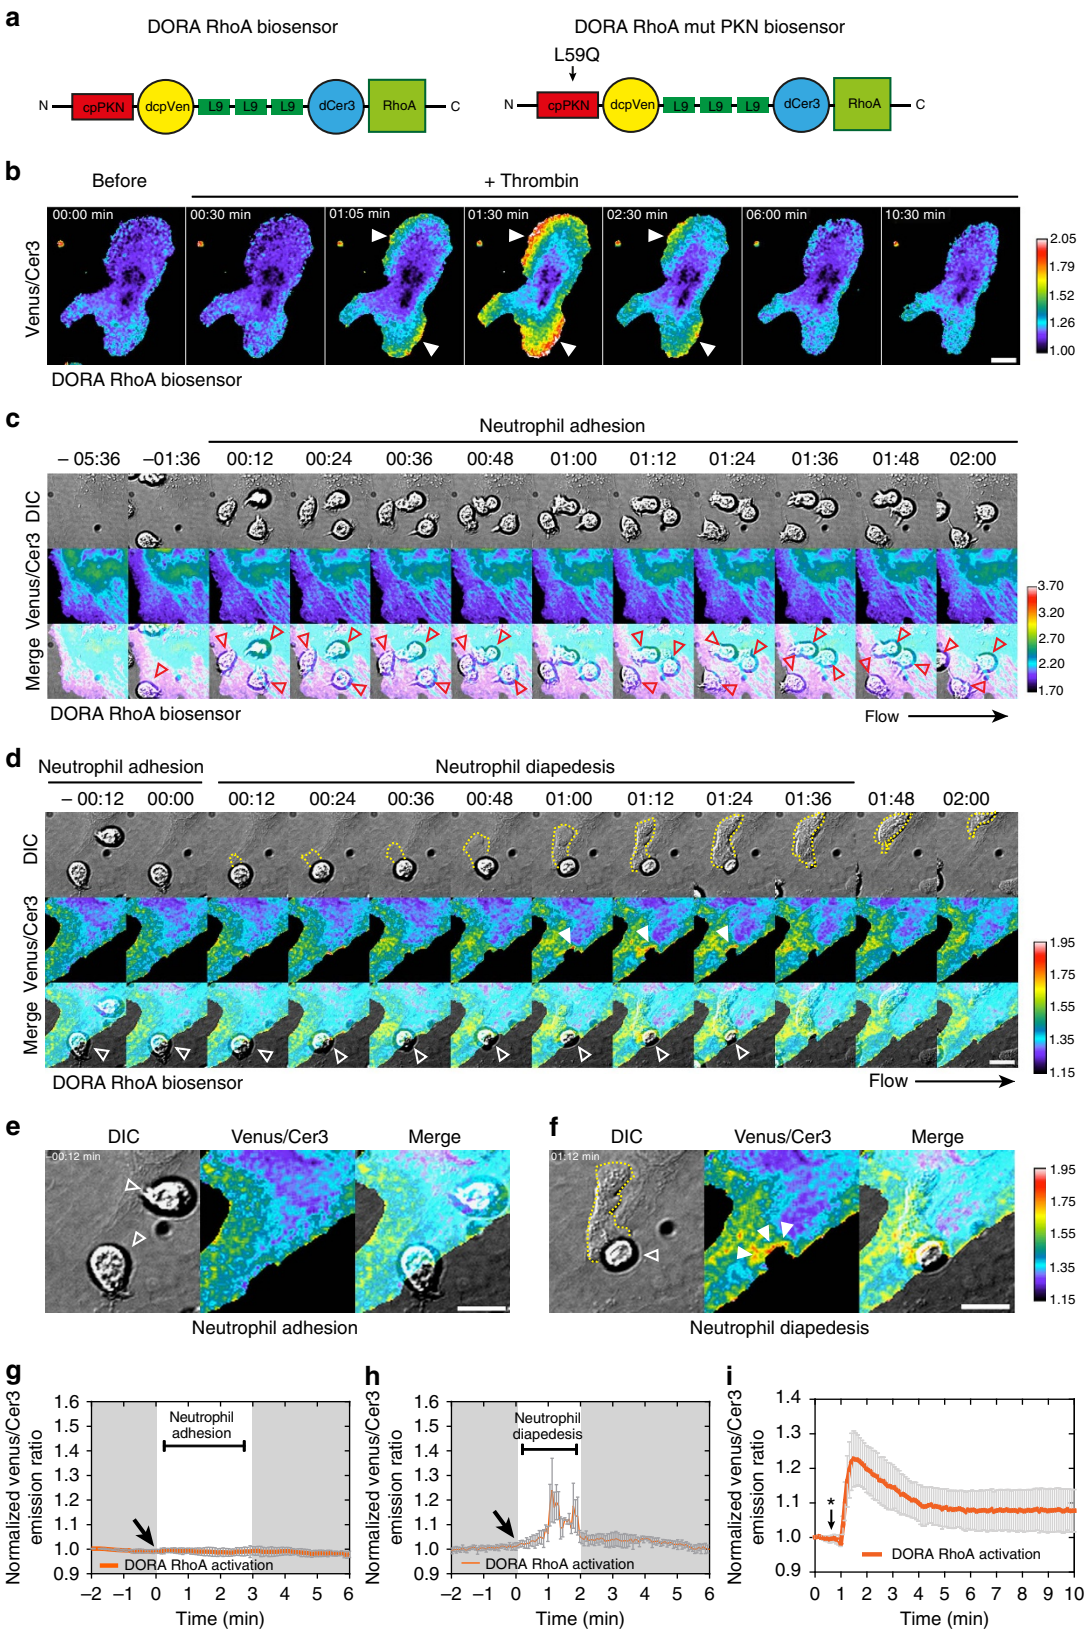 a
DORA RhoA biosensor
DORA RhoA mut PKN biosensor
L59Q
N cpPKN dcpVen L9 L9 L9 dCer3 RhoA C
N cpPKN dcpVen L9 L9 L9 dCer3 RhoA C
b
Before
+ Thrombin
Venus/Cer3
00:00 min 00:30 min 01:05 min 01:30 min 02:30 min 06:00 min 10:30 min
2.05
1.79
1.52
1.26
1.00
DORA RhoA biosensor
c
Neutrophil adhesion
– 05:36 –01:36 00:12 00:24 00:36 00:48 01:00 01:12 01:24 01:36 01:48 02:00
DIC
Venus/Cer3
Merge
3.70
3.20
2.70
2.20
1.70
DORA RhoA biosensor
Flow
d
Neutrophil adhesion
Neutrophil diapedesis
– 00:12 00:00 00:12 00:24 00:36 00:48 01:00 01:12 01:24 01:36 01:48 02:00
DIC
Venus/Cer3
Merge
1.95
1.75
1.55
1.35
1.15
DORA RhoA biosensor
Flow
e
DIC Venus/Cer3 Merge
–00:12 min
Neutrophil adhesion
f
DIC Venus/Cer3 Merge
01:12 min
1.95
1.75
1.55
1.35
1.15
Neutrophil diapedesis
g
Normalized venus/Cer3
emission ratio
1.6
1.5
1.4
1.3
1.2
1.1
1.0
0.9
Neutrophil
adhesion
DORA RhoA activation
–2 –1 0 1 2 3 4 5 6
Time (min)
h
Normalized venus/Cer3
emission ratio
1.6
1.5
1.4
1.3
1.2
1.1
1.0
0.9
Neutrophil
diapedesis
DORA RhoA activation
–2 –1 0 1 2 3 4 5 6
Time (min)
i
Normalized venus/Cer3
emission ratio
1.4
1.3
1.2
1.1
1.0
0.9
*
DORA RhoA activation
0 1 2 3 4 5 6 7 8 9 10
Time (min)